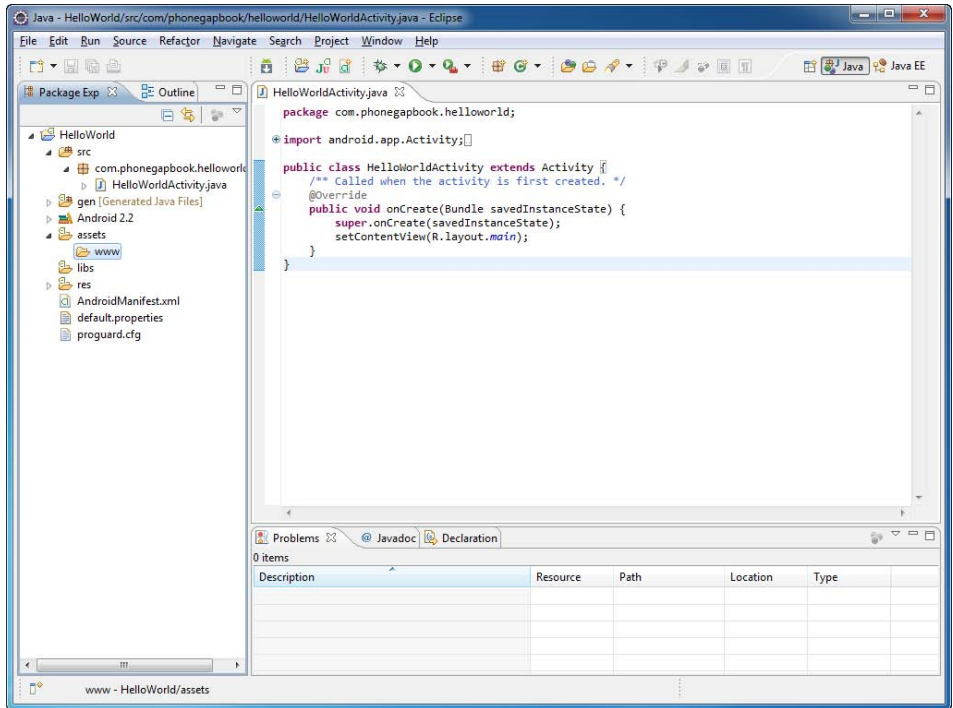 Java - HelloWorld/src/com/phonegapbook/helloworld/HelloWorldActivity.java - Eclipse
File Edit Run Source Refactor Navigate Search Project Window Help
Java Java EE
Package Exp Outline
HelloWorld
src
com.phonegapbook.helloworl
HelloWorldActivity.java
gen [Generated Java Files]
Android 2.2
assets
www
libs
res
AndroidManifest.xml
default.properties
proguard.cfg
HelloWorldActivity.java
package com.phonegapbook.helloworld;
import android.app.Activity;
public class HelloWorldActivity extends Activity {
/** Called when the activity is first created. */
@Override
public void onCreate(Bundle savedInstanceState) {
super.onCreate(savedInstanceState);
setContentView(R.layout.main);
}
}
Problems @ Javadoc Declaration
0 items
Description Resource Path Location Type
www - HelloWorld/assets